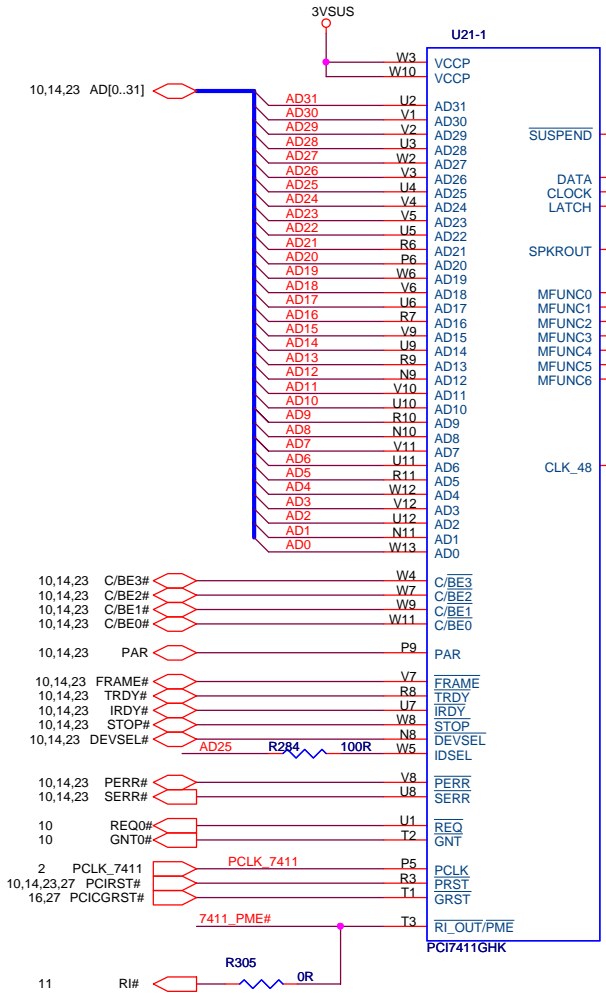 3VSUS
U21-1
W3 VCCP
W10 VCCP
10,14,23 AD[0..31]
AD31 U2 AD31
AD30 V1 AD30
AD29 V2 AD29 SUSPEND
AD28 U3 AD28
AD27 W2 AD27
AD26 V3 AD26 DATA
AD25 U4 AD25 CLOCK
AD24 V4 AD24 LATCH
AD23 V5 AD23
AD22 U5 AD22
AD21 R6 AD21 SPKROUT
AD20 P6 AD20
AD19 W6 AD19
AD18 V6 AD18 MFUNC0
AD17 U6 AD17 MFUNC1
AD16 R7 AD16 MFUNC2
AD15 V9 AD15 MFUNC3
AD14 U9 AD14 MFUNC4
AD13 R9 AD13 MFUNC5
AD12 N9 AD12 MFUNC6
AD11 V10 AD11
AD10 U10 AD10
AD9 R10 AD9
AD8 N10 AD8
AD7 V11 AD7
AD6 U11 AD6 CLK_48
AD5 R11 AD5
AD4 W12 AD4
AD3 V12 AD3
AD2 U12 AD2
AD1 N11 AD1
AD0 W13 AD0
10,14,23 C/BE3# W4 C/BE3
10,14,23 C/BE2# W7 C/BE2
10,14,23 C/BE1# W9 C/BE1
10,14,23 C/BE0# W11 C/BE0
10,14,23 PAR P9 PAR
10,14,23 FRAME# V7 FRAME
10,14,23 TRDY# R8 TRDY
10,14,23 IRDY# U7 IRDY
10,14,23 STOP# W8 STOP
10,14,23 DEVSEL# N8 DEVSEL
AD25 R284 100R W5 IDSEL
10,14,23 PERR# V8 PERR
10,14,23 SERR# U8 SERR
10 REQ0# U1 REQ
10 GNT0# T2 GNT
2 PCLK_7411 PCLK_7411 P5 PCLK
10,14,23,27 PCIRST# R3 PRST
16,27 PCICGRST# T1 GRST
7411_PME# T3 RI_OUT/PME
PCI7411GHK
R305 0R
11 RI#